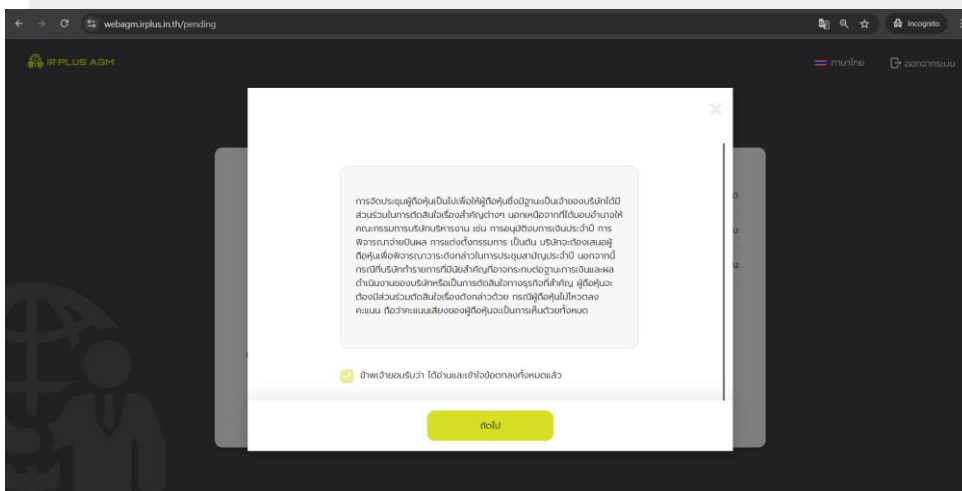 webagm.irplus.in.th/pending
Incognito
IR PLUS AGM
ภาษาไทย
ออกจากระบบ
การจัดประชุมผู้ถือหุ้นเป็นไปเพื่อให้ผู้ถือหุ้นซึ่งมีฐานะเป็นเจ้าของบริษัทได้มี
ส่วนร่วมในการตัดสินใจเรื่องสำคัญต่างๆ นอกเหนือจากที่ได้มอบอำนาจให้
คณะกรรมการบริษัทบริหารงาน เช่น การอนุมัติงบการเงินประจำปี การ
พิจารณาจ่ายปันผล การแต่งตั้งกรรมการ เป็นต้น บริษัทจะต้องเสนอผู้
ถือหุ้นเพื่อพิจารณาวาระดังกล่าวในการประชุมสามัญประจำปี นอกจากนี้
กรณีที่บริษัททำรายการที่มีนัยสำคัญที่อาจกระทบต่อฐานะการเงินและผล
ดำเนินงานของบริษัทหรือเป็นการตัดสินใจทางธุรกิจที่สำคัญ ผู้ถือหุ้นจะ
ต้องมีส่วนร่วมตัดสินใจเรื่องดังกล่าวด้วย กรณีผู้ถือหุ้นไม่โหวตลง
คะแนน ถือว่าคะแนนเสียงของผู้ถือหุ้นจะเป็นการเห็นด้วยทั้งหมด
ข้าพเจ้ายอมรับว่า ได้อ่านและเข้าใจข้อตกลงทั้งหมดแล้ว
ถัดไป